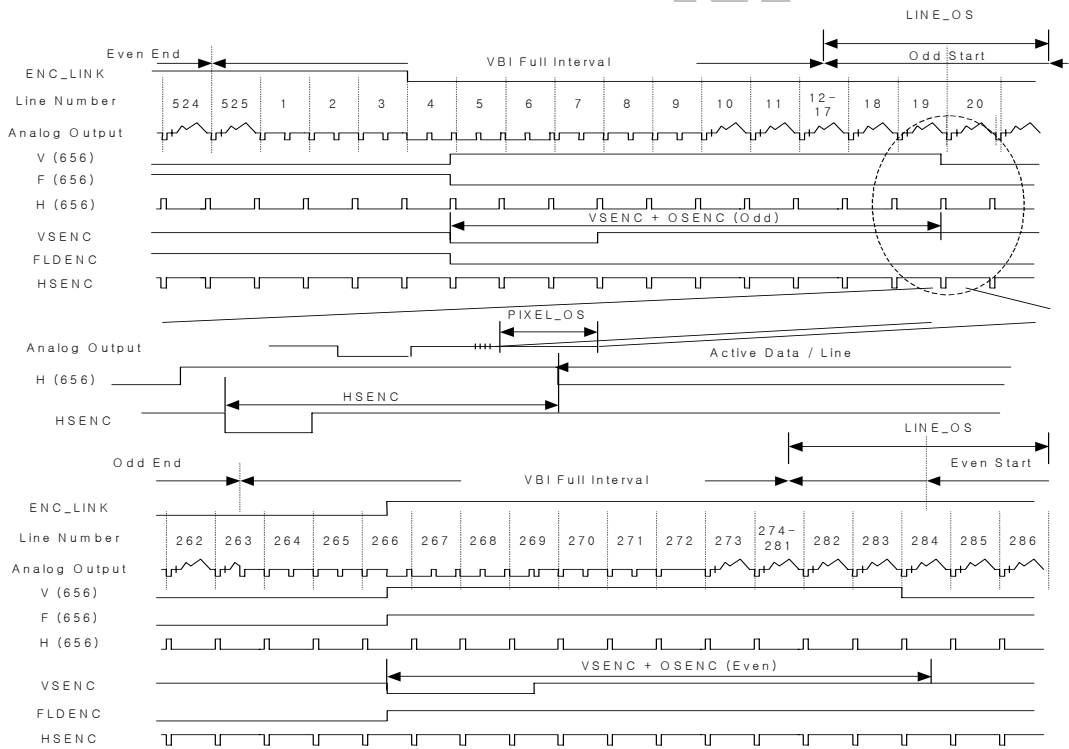 LINE_OS
Even End
VBI Full Interval
Odd Start
ENC_LINK
Line Number
524 525 1 2 3 4 5 6 7 8 9 10 11 12-17 18 19 20
Analog Output
V (656)
F (656)
H (656)
VSENC + OSENC (Odd)
VSENC
FLDENC
HSENC
PIXEL_OS
Analog Output
Active Data / Line
H (656)
HSENC
HSENC
LINE_OS
Odd End
VBI Full Interval
Even Start
ENC_LINK
Line Number
262 263 264 265 266 267 268 269 270 271 272 273 274-281 282 283 284 285 286
Analog Output
V (656)
F (656)
H (656)
VSENC + OSENC (Even)
VSENC
FLDENC
HSENC